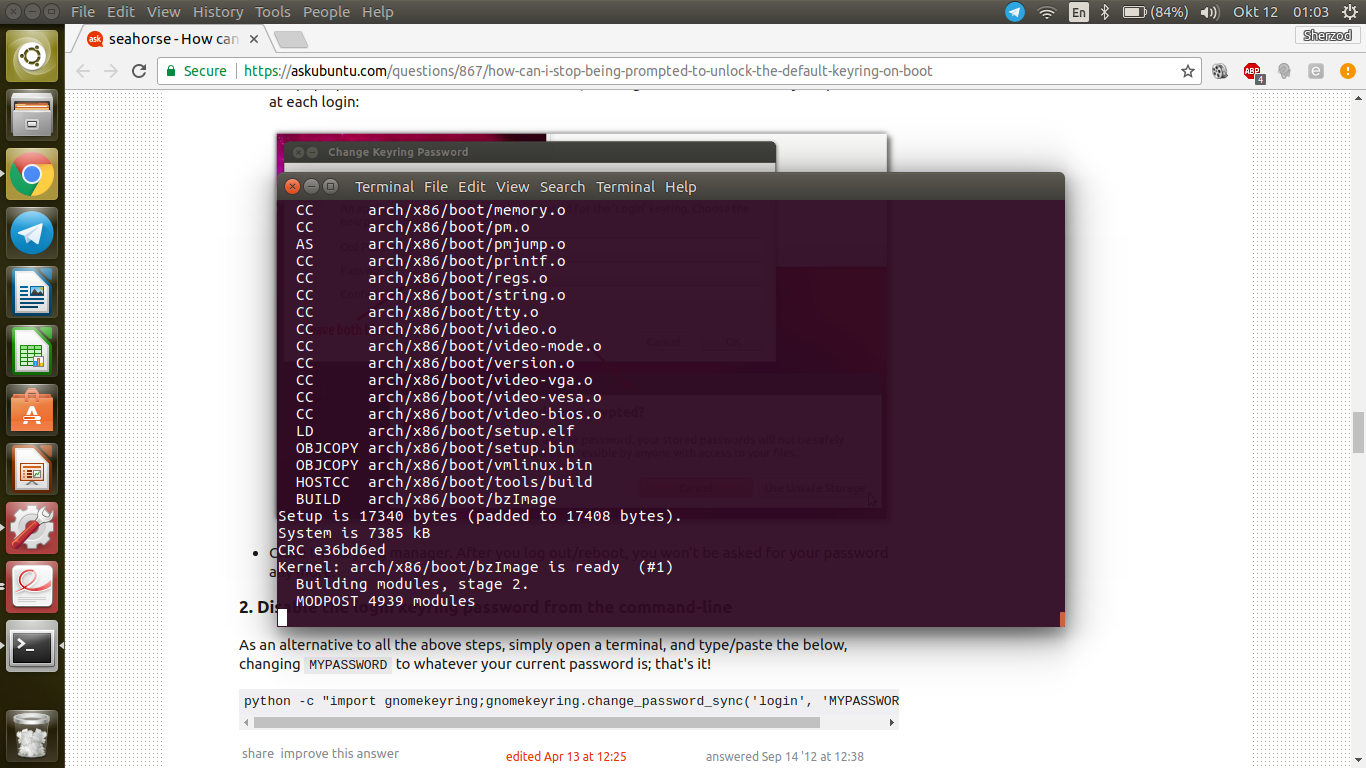 File Edit View History Tools People Help
En (84%) Okt 12 01:03
ask seahorse - How can
Sherzod
Secure https://askubuntu.com/questions/867/how-can-i-stop-being-prompted-to-unlock-the-default-keyring-on-boot
ABP 4
at each login:
Change Keyring Password
Terminal File Edit View Search Terminal Help
CC arch/x86/boot/memory.o
CC arch/x86/boot/pm.o
AS arch/x86/boot/pmjump.o
CC arch/x86/boot/printf.o
CC arch/x86/boot/regs.o
CC arch/x86/boot/string.o
CC arch/x86/boot/tty.o
CC arch/x86/boot/video.o
CC arch/x86/boot/video-mode.o
CC arch/x86/boot/version.o
CC arch/x86/boot/video-vga.o
CC arch/x86/boot/video-vesa.o
CC arch/x86/boot/video-bios.o
LD arch/x86/boot/setup.elf
OBJCOPY arch/x86/boot/setup.bin
OBJCOPY arch/x86/boot/vmlinux.bin
HOSTCC arch/x86/boot/tools/build
BUILD arch/x86/boot/bzImage
Setup is 17340 bytes (padded to 17408 bytes).
System is 7385 kB
CRC e36bd6ed
Kernel: arch/x86/boot/bzImage is ready (#1)
Building modules, stage 2.
MODPOST 4939 modules
manager. After you log out/reboot, you won't be asked for your password
2. Disable the login keyring password from the command-line
As an alternative to all the above steps, simply open a terminal, and type/paste the below,
changing MYPASSWORD to whatever your current password is; that's it!
python -c "import gnomekeyring;gnomekeyring.change_password_sync('login', 'MYPASSWOR
share improve this answer edited Apr 13 at 12:25 answered Sep 14 '12 at 12:38